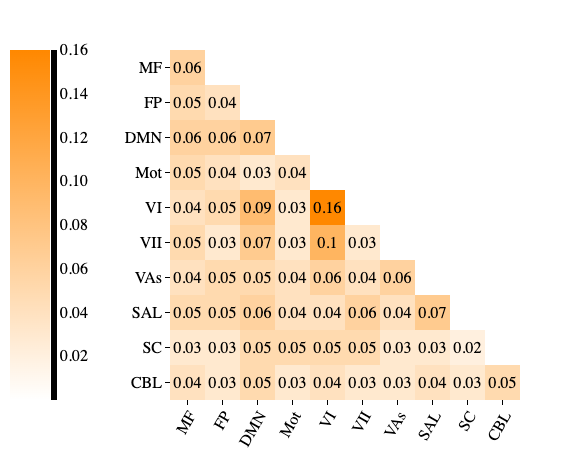 0.16
0.14
0.12
0.10
0.08
0.06
0.04
0.02
MF 0.06
FP 0.05 0.04
DMN 0.06 0.06 0.07
Mot 0.05 0.04 0.03 0.04
VI 0.04 0.05 0.09 0.03 0.16
VII 0.05 0.03 0.07 0.03 0.1 0.03
VAs 0.04 0.05 0.05 0.04 0.06 0.04 0.06
SAL 0.05 0.05 0.06 0.04 0.04 0.06 0.04 0.07
SC 0.03 0.03 0.05 0.05 0.05 0.05 0.03 0.03 0.02
CBL 0.04 0.03 0.05 0.03 0.04 0.03 0.03 0.04 0.03 0.05
MF FP DMN Mot VI VII VAs SAL SC CBL